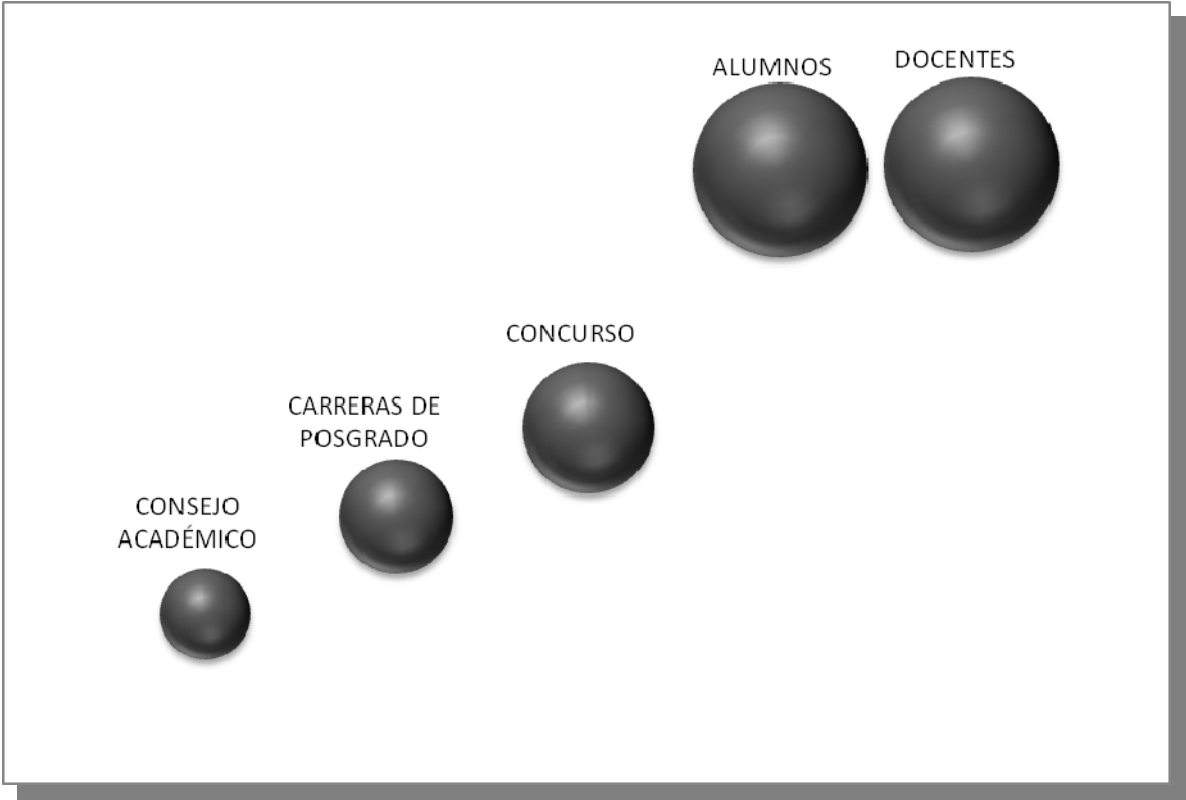 ALUMNOS
DOCENTES
CONCURSO
CARRERAS DE
POSGRADO
CONSEJO
ACADÉMICO